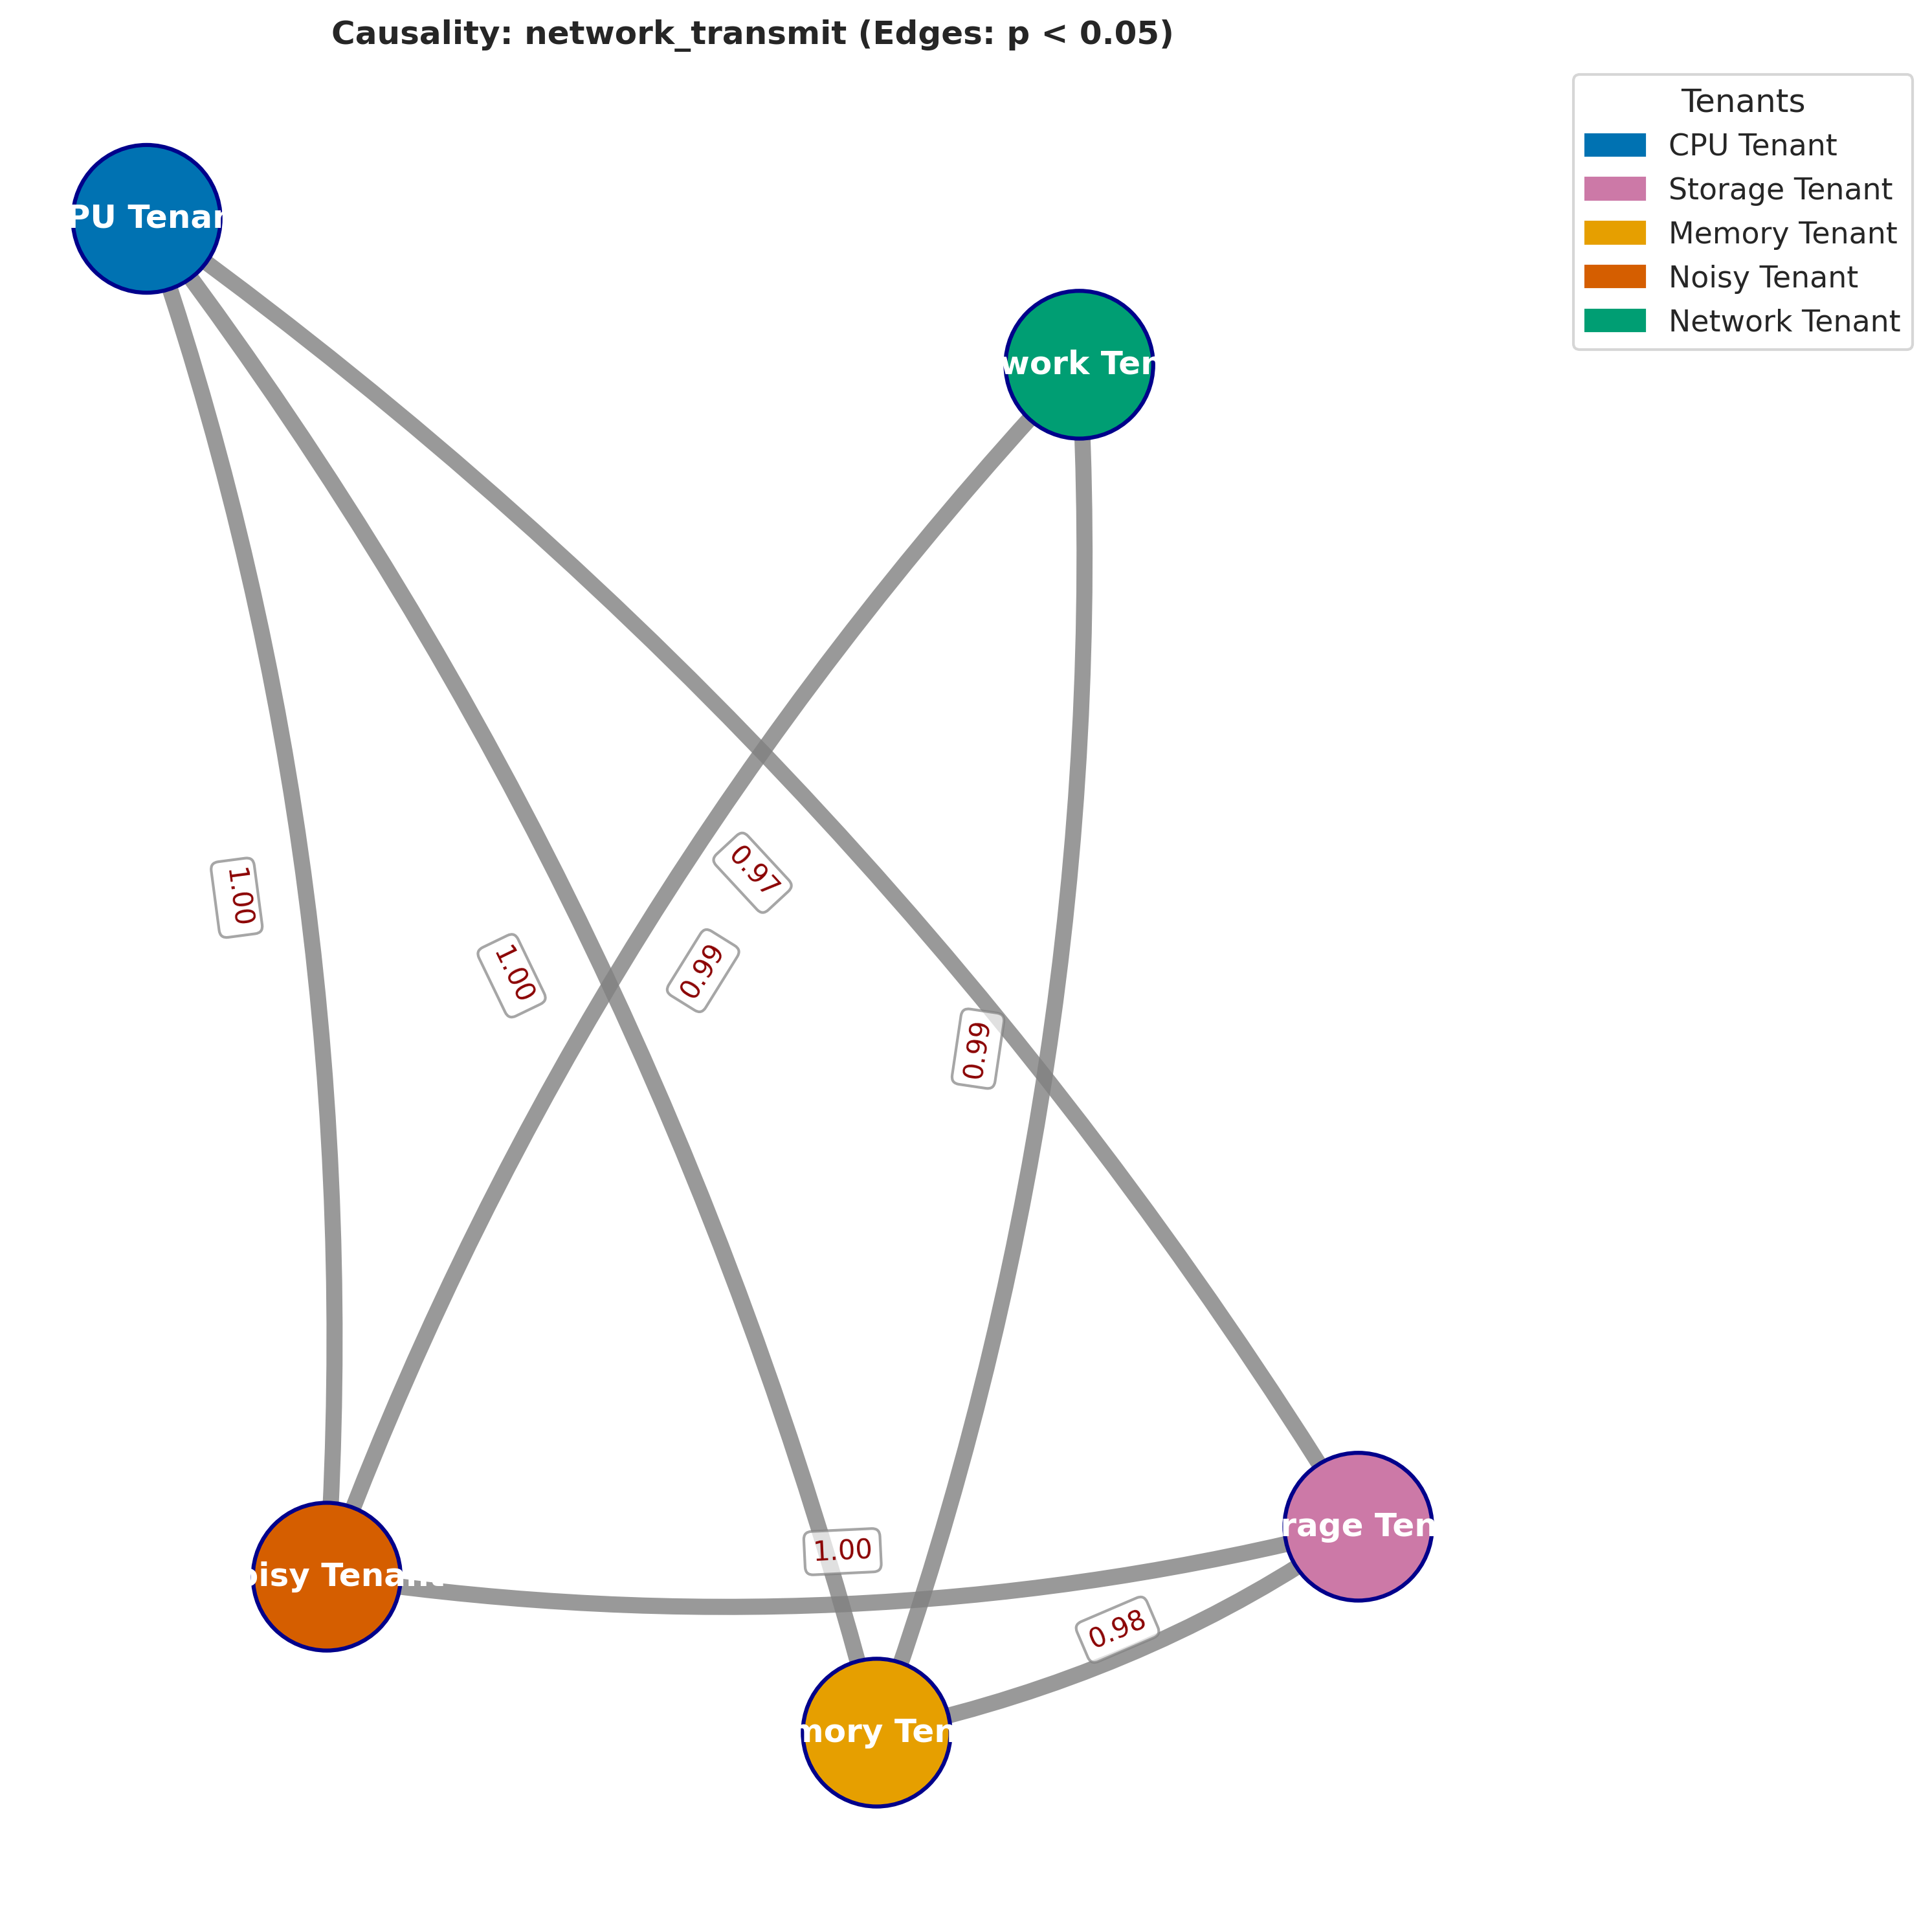 Causality: network_transmit (Edges: p < 0.05)
Tenants
CPU Tenant
Storage Tenant
Memory Tenant
Noisy Tenant
Network Tenant
PU Tenan
work Ten
1.00
0.97
1.00
0.99
0.99
rage Ten
1.00
oisy Tenant
0.98
mory Ten